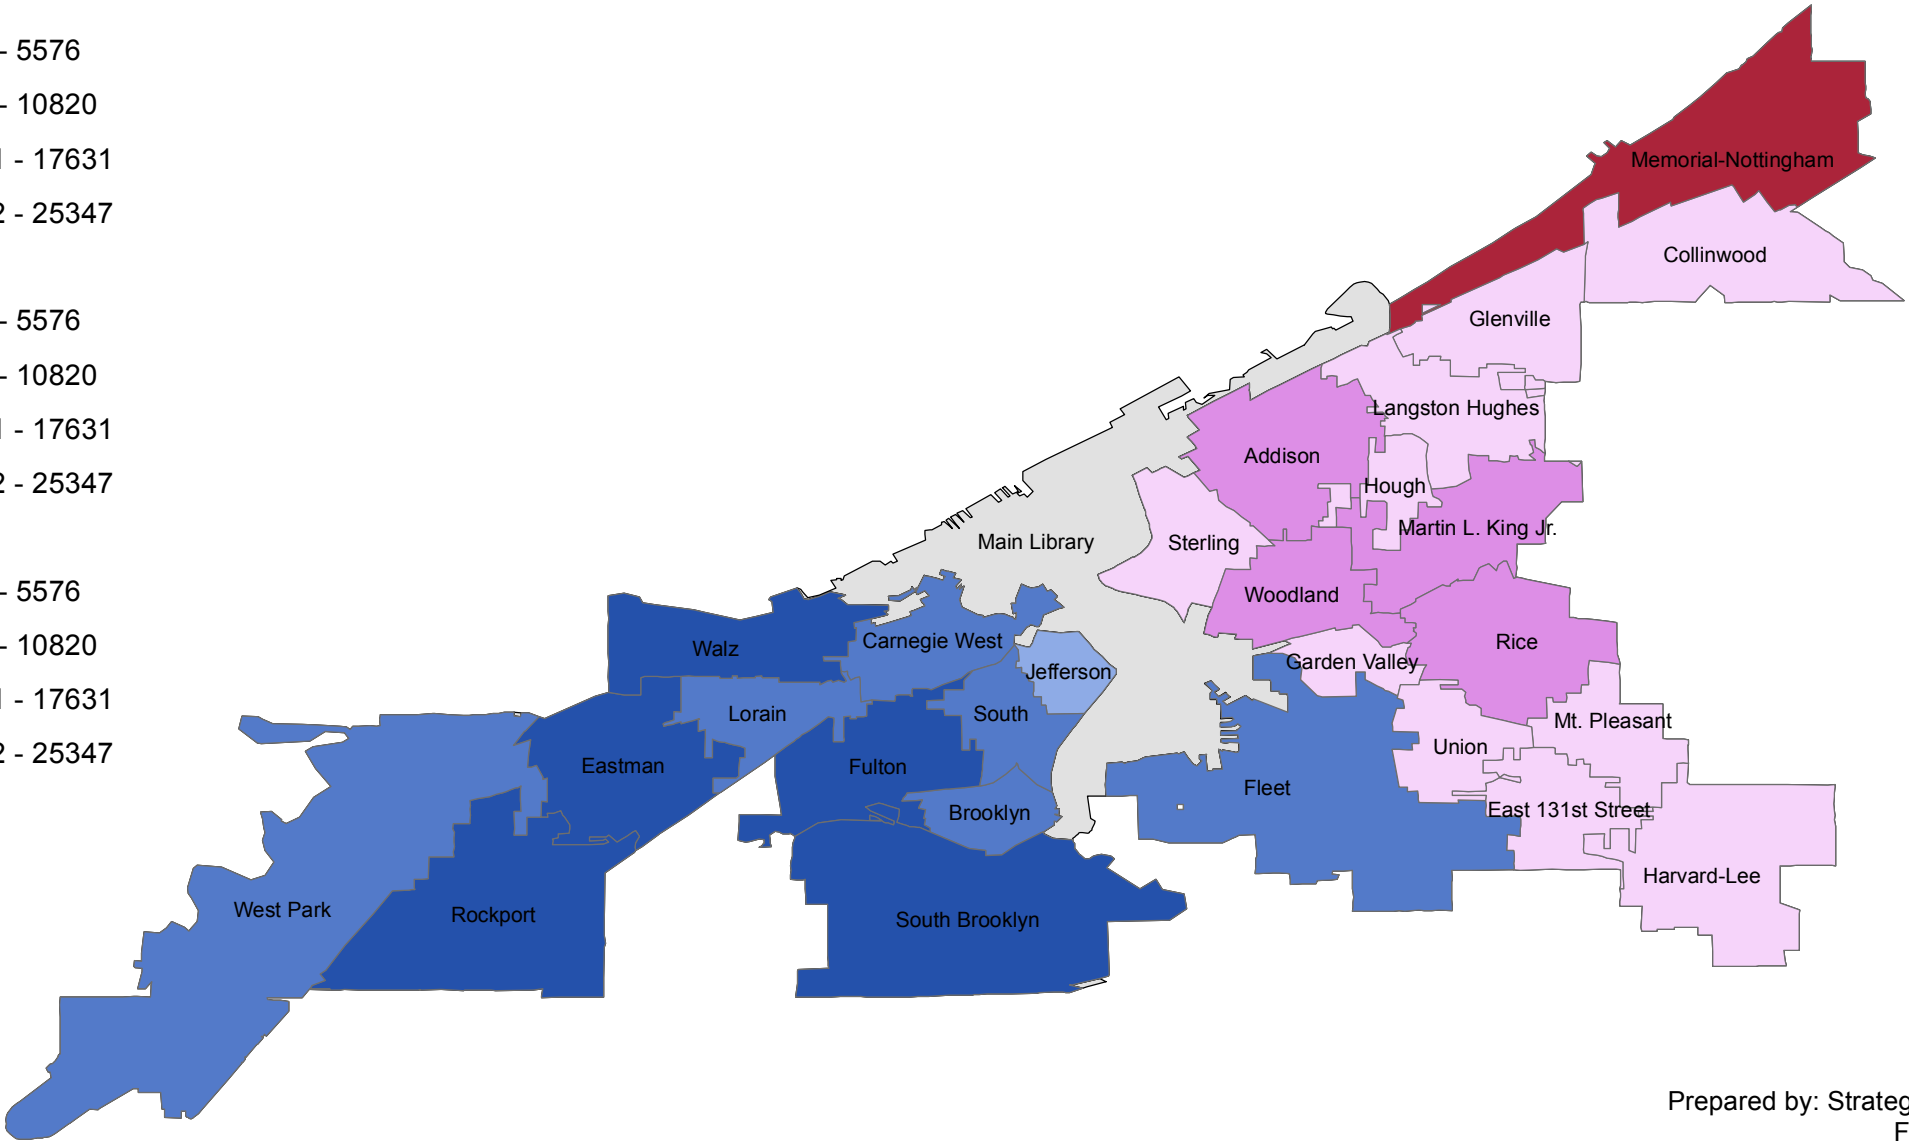 - 5576
- 10820
- 17631
- 25347
- 5576
- 10820
- 17631
- 25347
- 5576
- 10820
- 17631
- 25347
Memorial-Nottingham
Collinwood
Glenville
Langston Hughes
Addison
Hough
Martin L. King Jr.
Main Library
Sterling
Woodland
Walz
Carnegie West
Rice
Garden Valley
Jefferson
Lorain
South
Mt. Pleasant
Union
Eastman
Fulton
Fleet
Brooklyn
East 131st Street
Harvard-Lee
West Park
Rockport
South Brooklyn
Prepared by:
F